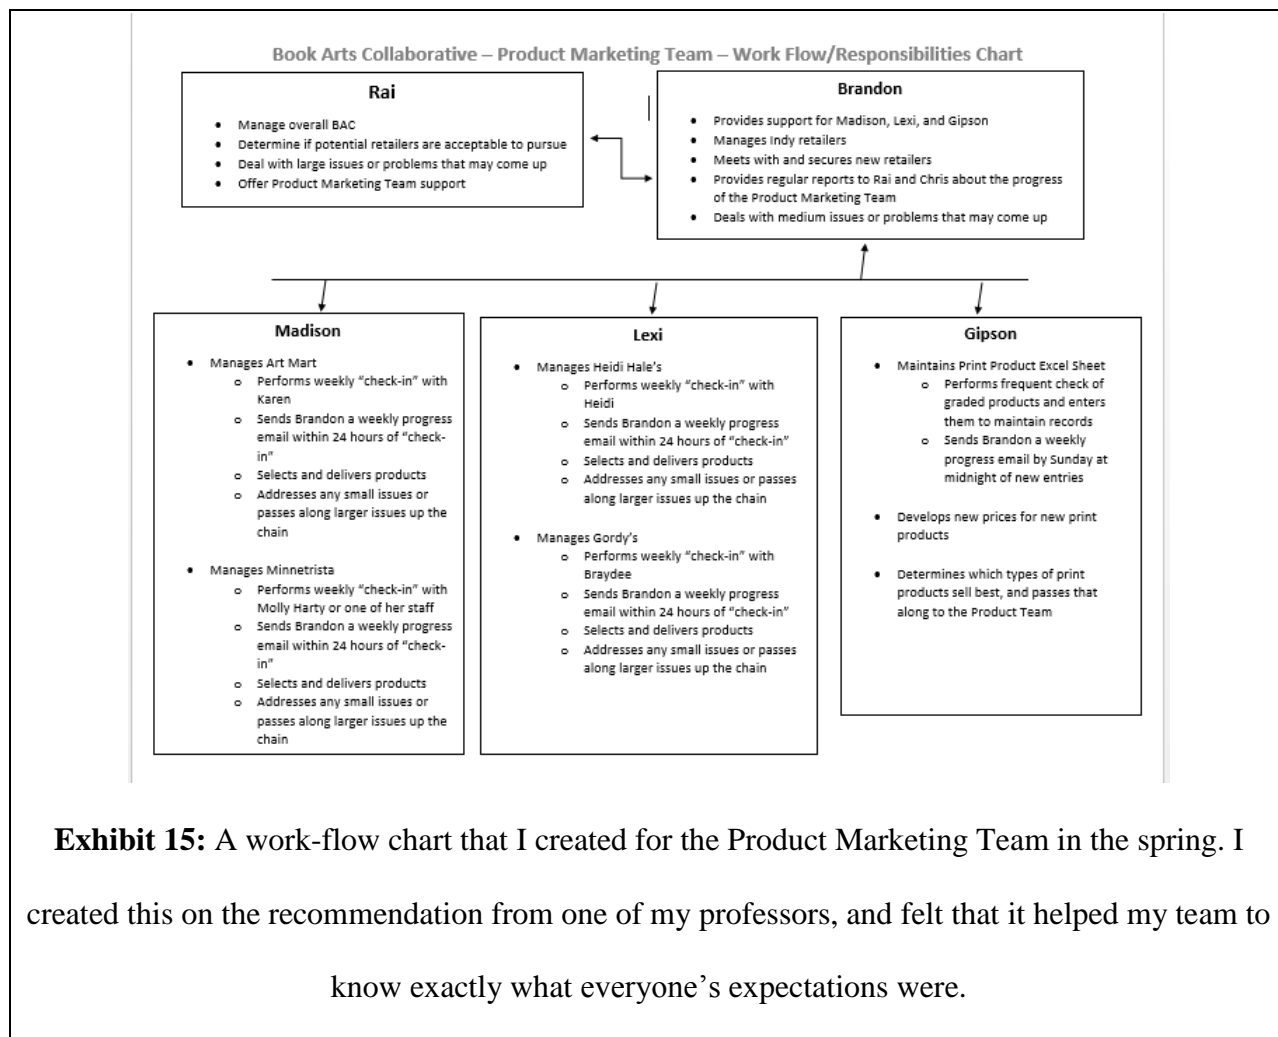 Book Arts Collaborative – Product Marketing Team – Work Flow/Responsibilities Chart
Rai
• Manage overall BAC
• Determine if potential retailers are acceptable to pursue
• Deal with large issues or problems that may come up
• Offer Product Marketing Team support
Brandon
• Provides support for Madison, Lexi, and Gipson
• Manages Indy retailers
• Meets with and secures new retailers
• Provides regular reports to Rai and Chris about the progress
of the Product Marketing Team
• Deals with medium issues or problems that may come up
Madison
• Manages Art Mart
o Performs weekly “check-in” with
Karen
o Sends Brandon a weekly progress
email within 24 hours of “check-
in”
o Selects and delivers products
o Addresses any small issues or
passes along larger issues up the
chain
• Manages Minnetrista
o Performs weekly “check-in” with
Molly Harty or one of her staff
o Sends Brandon a weekly progress
email within 24 hours of “check-
in”
o Selects and delivers products
o Addresses any small issues or
passes along larger issues up the
chain
Lexi
• Manages Heidi Hale’s
o Performs weekly “check-in” with
Heidi
o Sends Brandon a weekly progress
email within 24 hours of “check-in”
o Selects and delivers products
o Addresses any small issues or passes
along larger issues up the chain
• Manages Gordy’s
o Performs weekly “check-in” with
Braydee
o Sends Brandon a weekly progress
email within 24 hours of “check-in”
o Selects and delivers products
o Addresses any small issues or passes
along larger issues up the chain
Gipson
• Maintains Print Product Excel Sheet
o Performs frequent check of
graded products and enters
them to maintain records
o Sends Brandon a weekly
progress email by Sunday at
midnight of new entries
• Develops new prices for new print
products
• Determines which types of print
products sell best, and passes that
along to the Product Team
Exhibit 15: A work-flow chart that I created for the Product Marketing Team in the spring. I
created this on the recommendation from one of my professors, and felt that it helped my team to
know exactly what everyone’s expectations were.